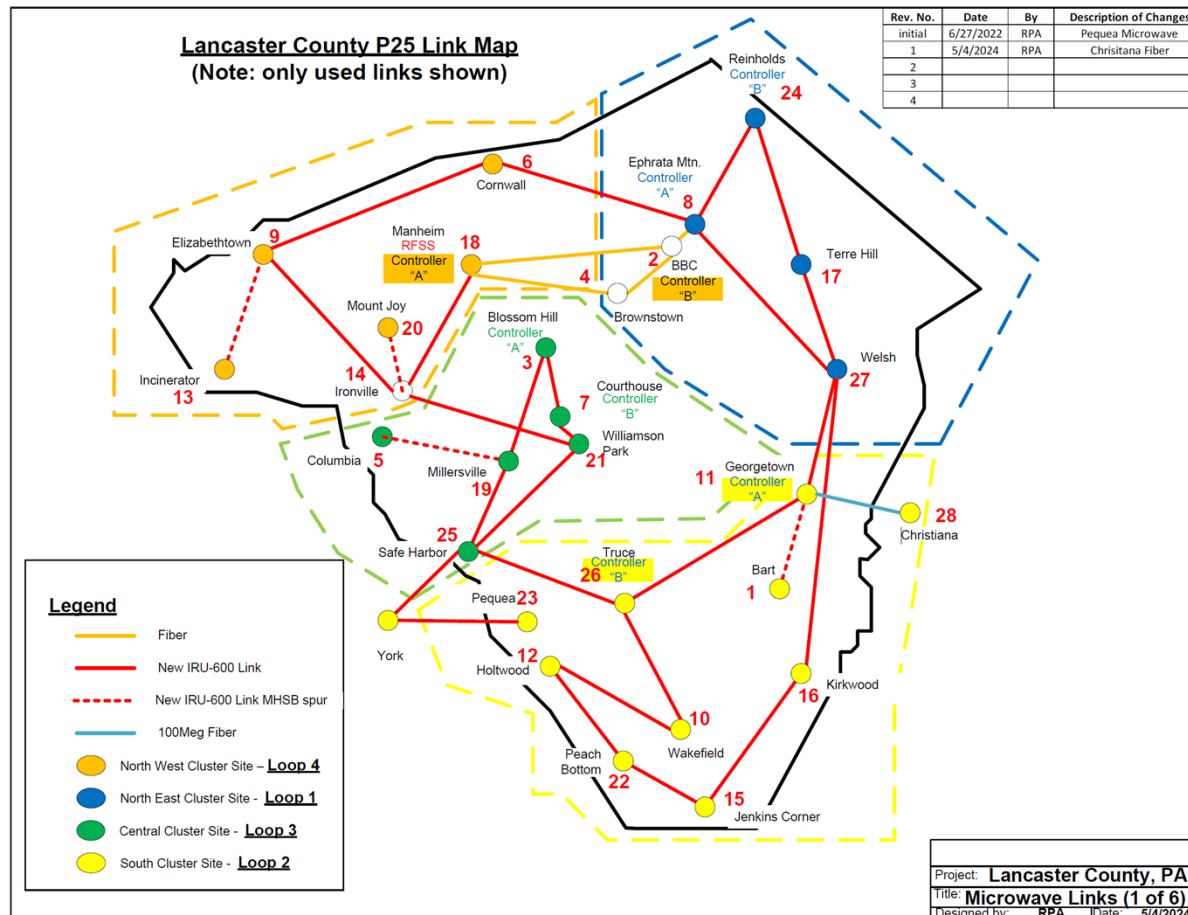 Lancaster County P25 Link Map
(Note: only used links shown)
Rev. No. Date By Description of Changes
initial 6/27/2022 RPA Pequea Microwave
1 5/4/2024 RPA Chrisitana Fiber
2
3
4
Reinholds
Controller
"B"
24
6
Cornwall
Ephrata Mtn.
Controller
"A"
8
9
Elizabethtown
Manheim
RFSS
Controller
"A"
18
2
BBC
Controller
"B"
4
Brownstown
Terre Hill
17
Mount Joy
20
Blossom Hill
Controller
"A"
3
Incinerator
13
14
Ironville
Welsh
27
7
Courthouse
Controller
"B"
Williamson
Park
21
Columbia
5
Millersville
19
Georgetown
Controller
"A"
11
28
Christiana
25
Safe Harbor
Truce
Controller
"B"
26
Bart
1
Pequea
23
York
12
Holtwood
Kirkwood
16
10
Wakefield
Peach
Bottom
22
15
Jenkins Corner
Legend
Fiber
New IRU-600 Link
New IRU-600 Link MHSB spur
100Meg Fiber
North West Cluster Site – Loop 4
North East Cluster Site - Loop 1
Central Cluster Site - Loop 3
South Cluster Site - Loop 2
Project: Lancaster County, PA
Title: Microwave Links (1 of 6)
Designed by: RPA Date: 5/4/2024